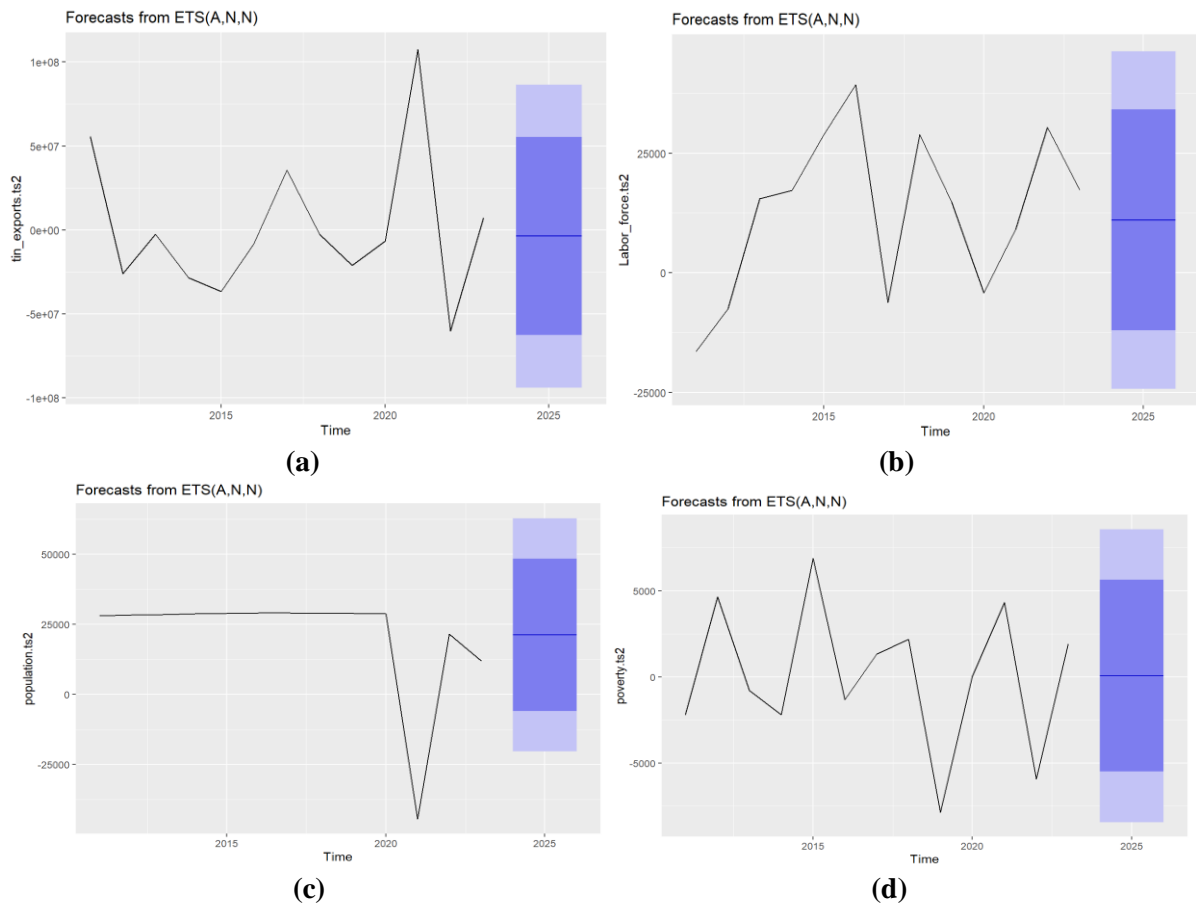 Forecasts from ETS(A,N,N)
1e+08
5e+07
0e+00
-5e+07
-1e+08
tin_exports.ts2
2015
2020
2025
Time
(a)
Forecasts from ETS(A,N,N)
25000
0
-25000
Labor_force.ts2
2015
2020
2025
Time
(b)
Forecasts from ETS(A,N,N)
50000
25000
0
-25000
population.ts2
2015
2020
2025
Time
(c)
Forecasts from ETS(A,N,N)
5000
0
-5000
poverty.ts2
2015
2020
2025
Time
(d)